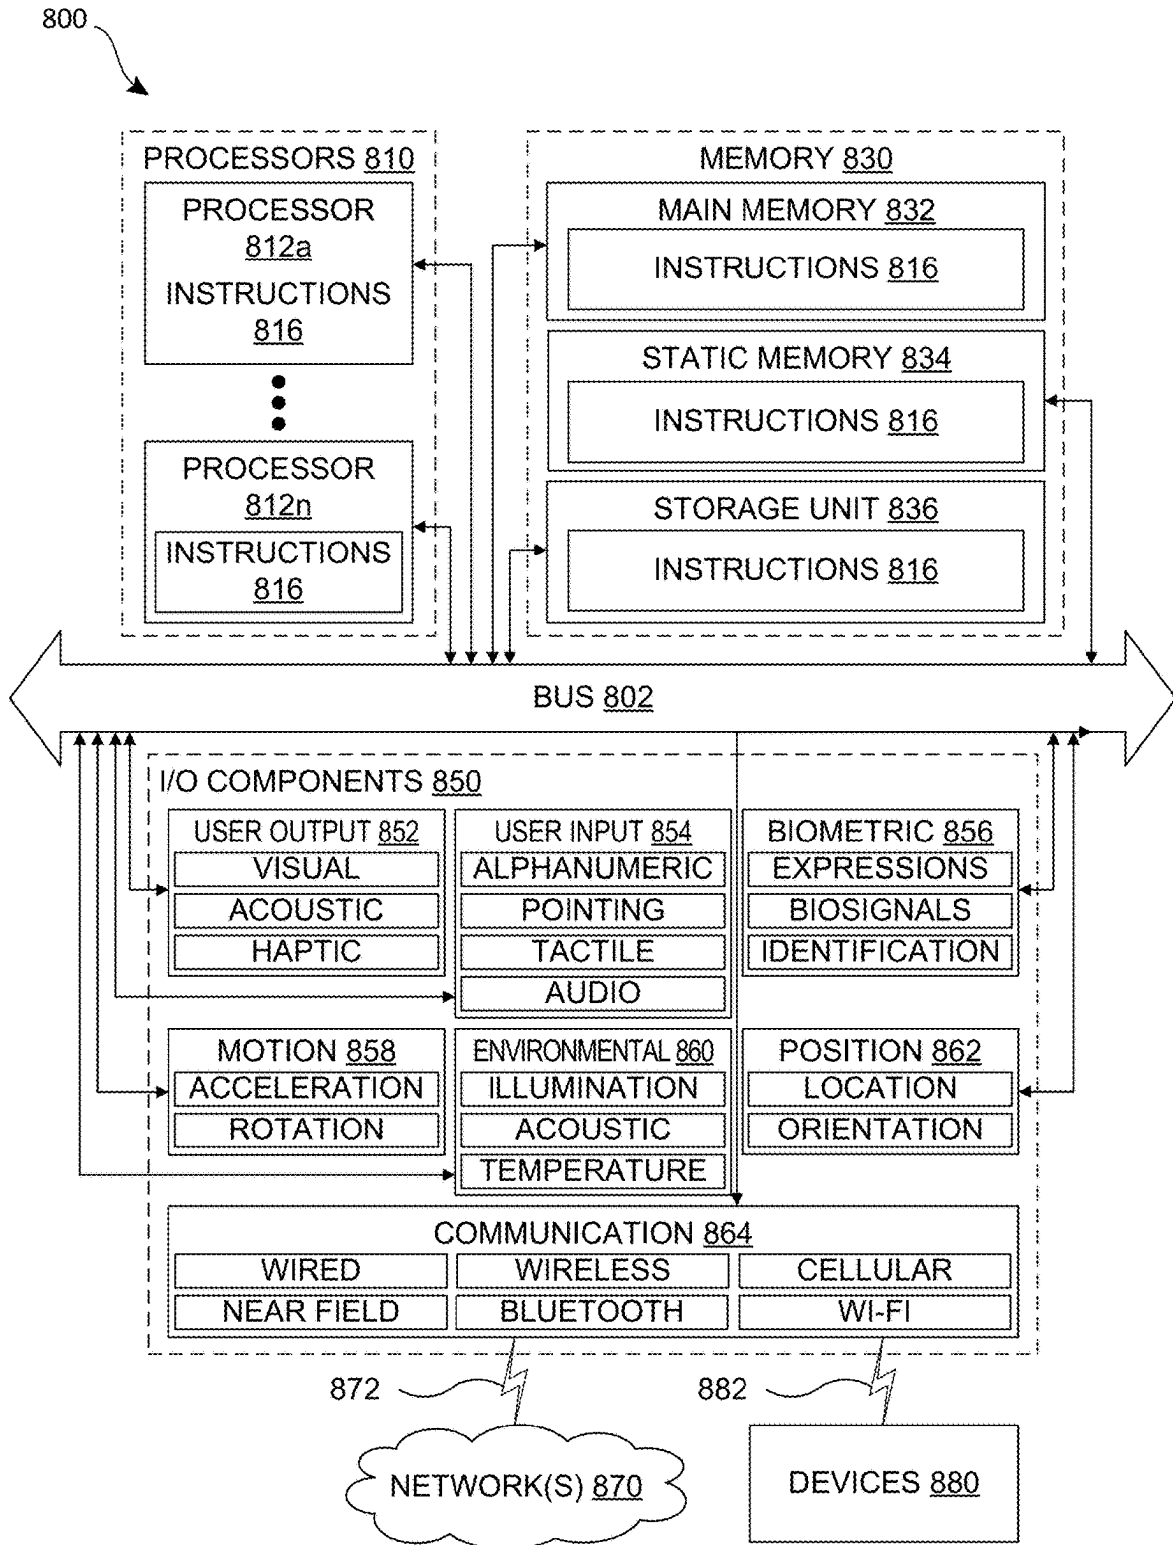 800
PROCESSORS 810
PROCESSOR
812a
INSTRUCTIONS
816
PROCESSOR
812n
INSTRUCTIONS
816
MEMORY 830
MAIN MEMORY 832
INSTRUCTIONS 816
STATIC MEMORY 834
INSTRUCTIONS 816
STORAGE UNIT 836
INSTRUCTIONS 816
BUS 802
I/O COMPONENTS 850
USER OUTPUT 852
VISUAL
ACOUSTIC
HAPTIC
USER INPUT 854
ALPHANUMERIC
POINTING
TACTILE
AUDIO
BIOMETRIC 856
EXPRESSIONS
BIOSIGNALS
IDENTIFICATION
MOTION 858
ACCELERATION
ROTATION
ENVIRONMENTAL 860
ILLUMINATION
ACOUSTIC
TEMPERATURE
POSITION 862
LOCATION
ORIENTATION
COMMUNICATION 864
WIRED
WIRELESS
CELLULAR
NEAR FIELD
BLUETOOTH
WI-FI
872
882
NETWORK(S) 870
DEVICES 880